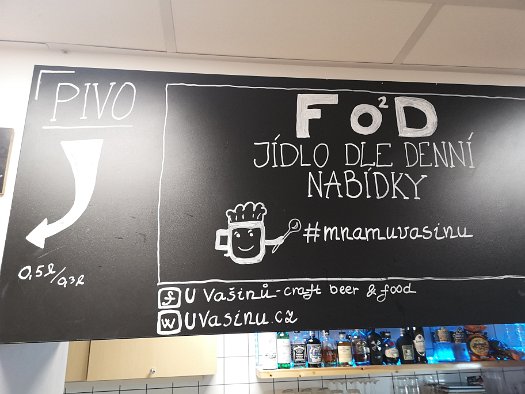 PIVO
0,5l/0,3l
FO²D
JÍDLO DLE DENNÍ
NABÍDKY
#mnamuvasinu
f U Vašinů-craft beer & food
W UVasinu.cz